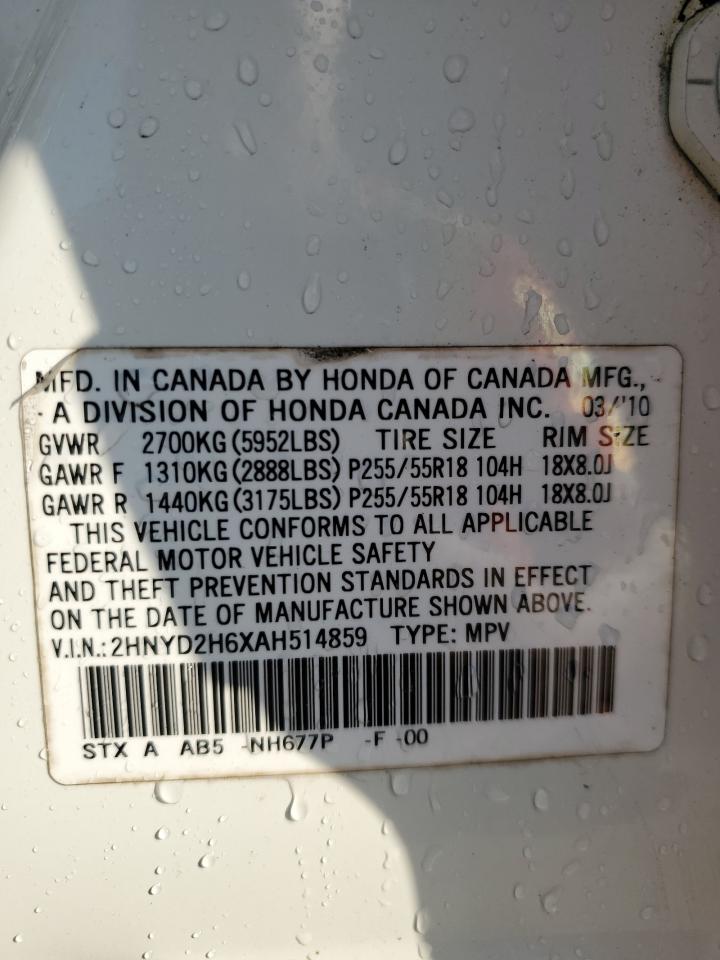 MFD. IN CANADA BY HONDA OF CANADA MFG.,
A DIVISION OF HONDA CANADA INC. 03/'10
GVWR 2700KG (5952LBS) TIRE SIZE RIM SIZE
GAWR F 1310KG (2888LBS) P255/55R18 104H 18X8.0J
GAWR R 1440KG (3175LBS) P255/55R18 104H 18X8.0J
THIS VEHICLE CONFORMS TO ALL APPLICABLE
FEDERAL MOTOR VEHICLE SAFETY
AND THEFT PREVENTION STANDARDS IN EFFECT
ON THE DATE OF MANUFACTURE SHOWN ABOVE.
V.I.N.: 2HNYD2H6XAH514859 TYPE: MPV
STX A AB5 -NH677P -F -00